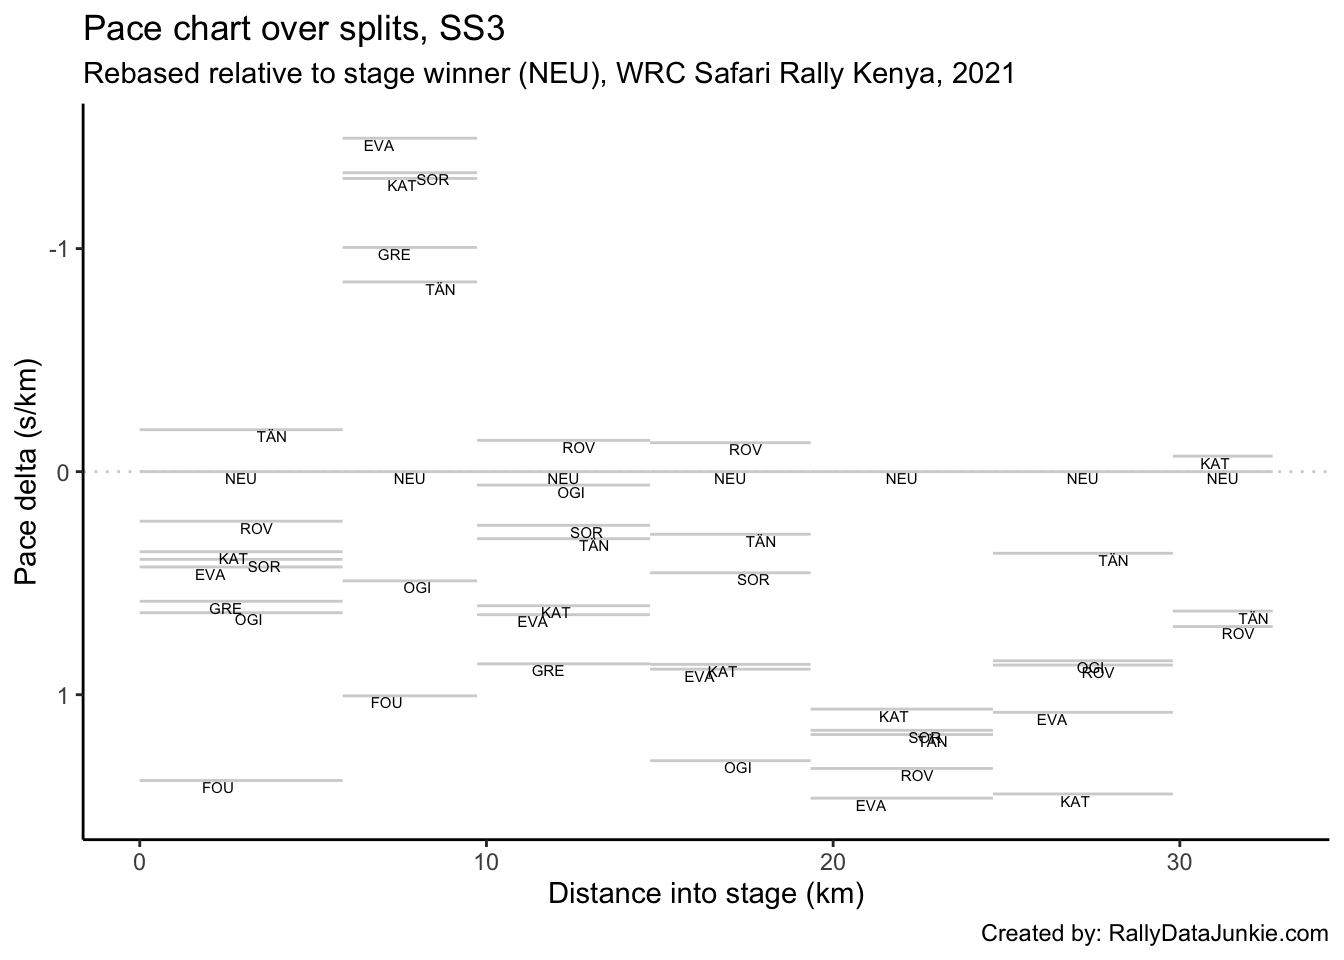 Pace chart over splits, SS3
Rebased relative to stage winner (NEU), WRC Safari Rally Kenya, 2021
EVA
SOR
KAT
-1
GRE
TÄN
TÄN
ROV
ROV
KAT
0
NEU NEU NEU NEU NEU NEU NEU
OGI
ROV
SOR
TÄN
TÄN
KAT
SOR
EVA
TÄN
SOR
OGI
GRE
OGI
KAT
EVA
TÄN
ROV
GRE
EVA
KAT
OGI
ROV
1
FOU
KAT
EVA
SOR
TÄN
OGI
ROV
FOU
EVA
KAT
0 10 20 30
Pace delta (s/km)
Distance into stage (km)
Created by: RallyDataJunkie.com